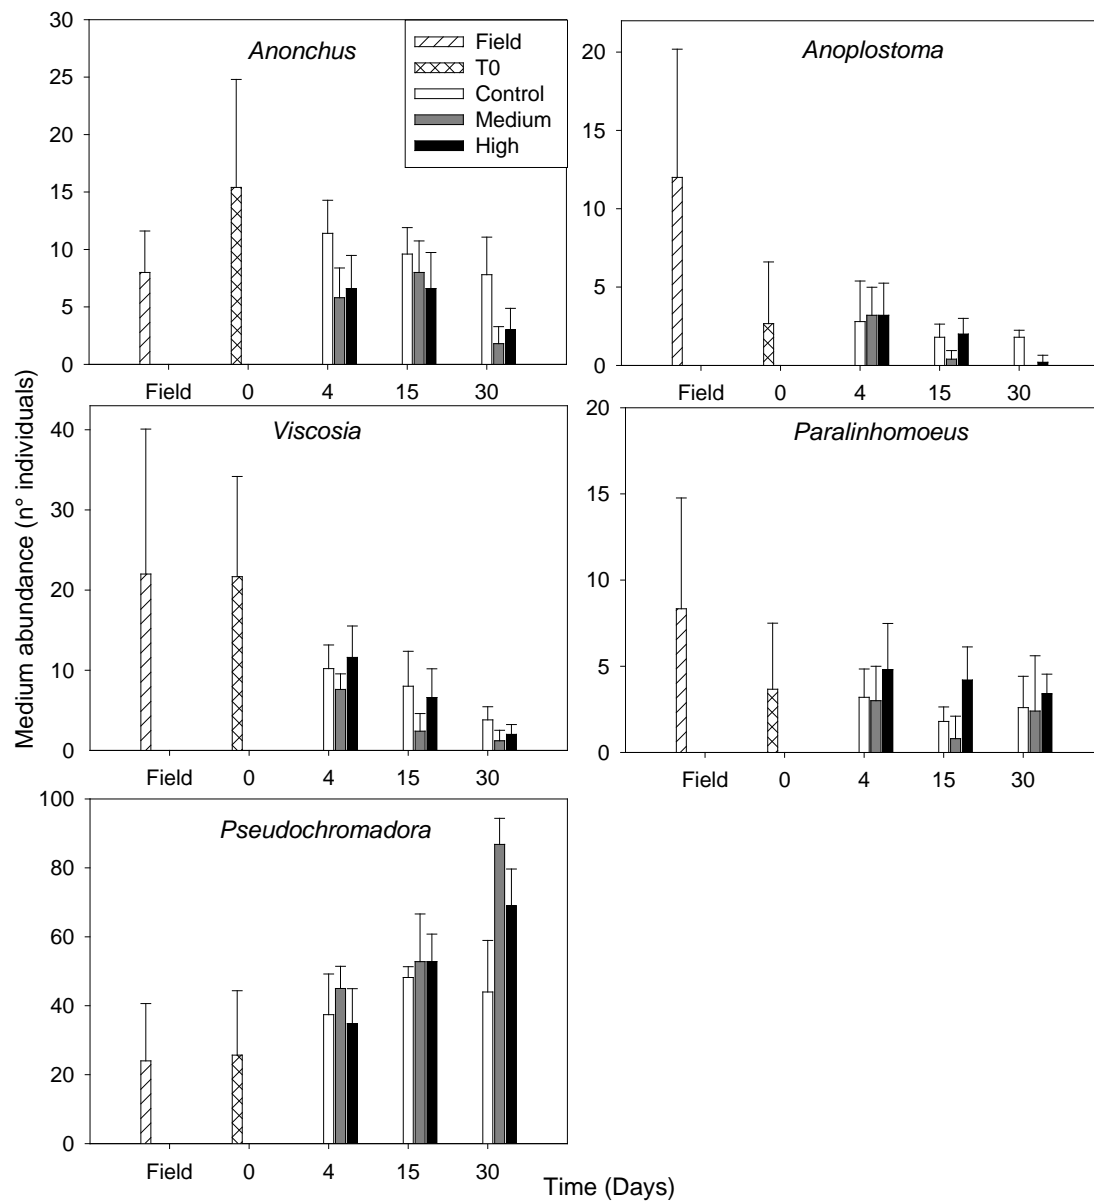 Medium abundance (n° individuals)
Anonchus
30
25
20
15
10
5
0
Field 0 4 15 30
Field
T0
Control
Medium
High
Anoplostoma
20
15
10
5
0
Field 0 4 15 30
Viscosia
40
30
20
10
0
Field 0 4 15 30
Paralinhomoeus
20
15
10
5
0
Field 0 4 15 30
Pseudochromadora
100
80
60
40
20
0
Field 0 4 15 30
Time (Days)